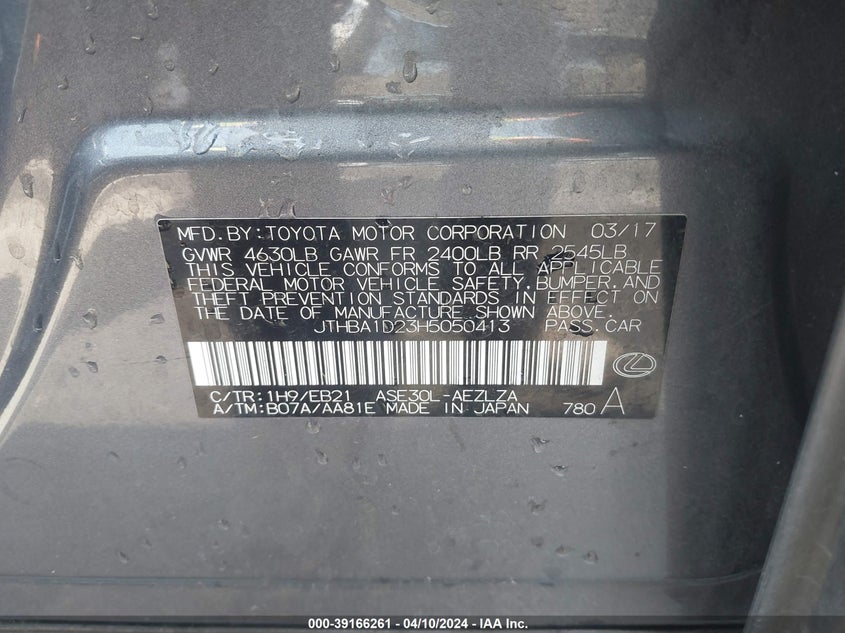 MFD.BY:TOYOTA MOTOR CORPORATION 03/17
GVWR 4630LB GAWR FR 2400LB RR 2545LB
THIS VEHICLE CONFORMS TO ALL APPLICABLE
FEDERAL MOTOR VEHICLE SAFETY,BUMPER,AND
THEFT PREVENTION STANDARDS IN EFFECT ON
THE DATE OF MANUFACTURE SHOWN ABOVE.
JTHBA1D23H5050413 PASS.CAR
C/TR:1H9/EB21 ASE30L-AEZLZA
A/TM:B07A/AA81E MADE IN JAPAN 780 A
000-39166261 - 04/10/2024 - IAA Inc.